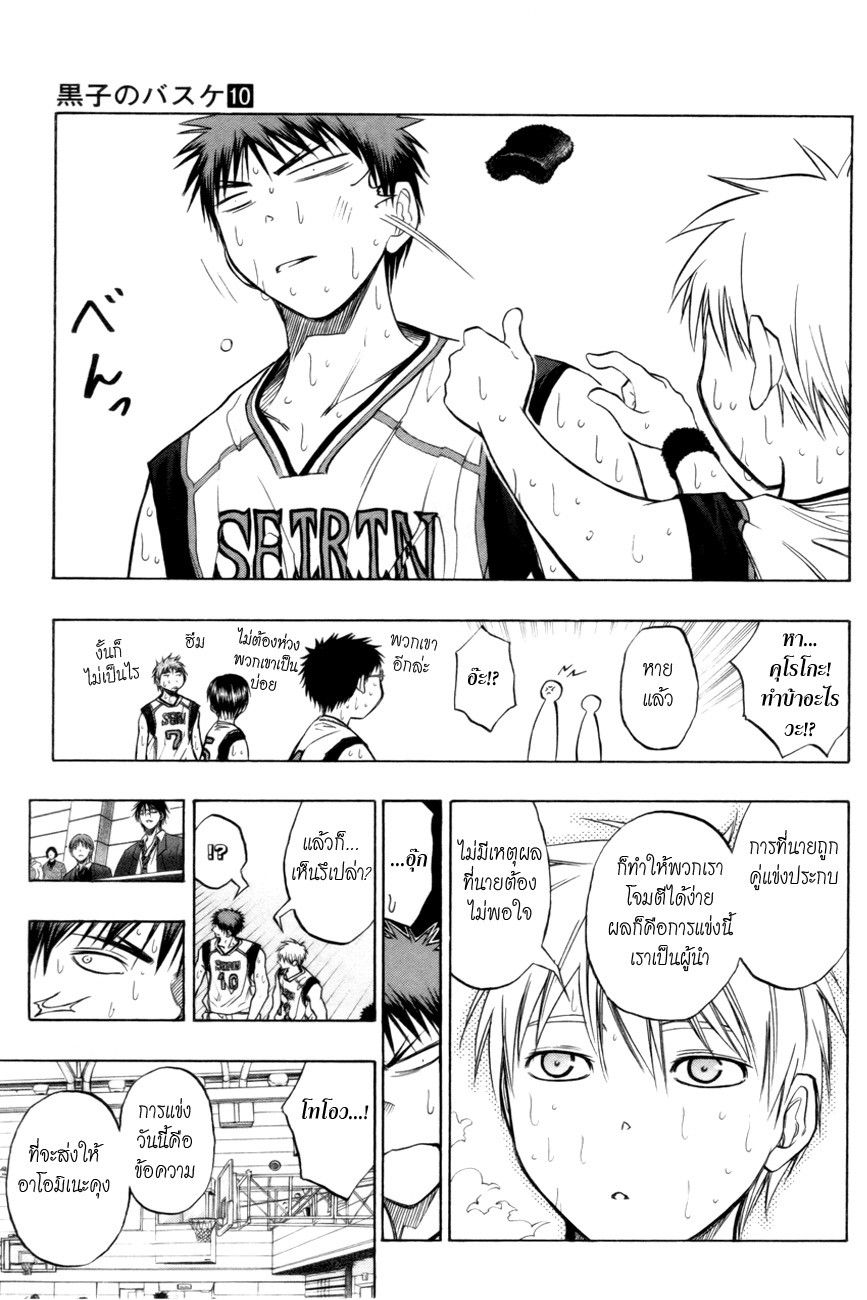 黒子のバスケ 10
べんっ
SEIRIN
หา...
คุโรโกะ!
ทำบ้าอะไร
วะ!?
หาย
แล้ว
อ๊ะ!?
พวกเขา
อีกล่ะ
ไม่ต้องห่วง
พวกเขาเป็น
บ่อย
ฮึม
งั้นก็
ไม่เป็นไร
SEIRIN
7
การที่นายถูก
คู่แข่งประกบ
ก็ทำให้พวกเรา
โจมตีได้ง่าย
ผลก็คือการแข่งนี้
เราเป็นผู้นำ
ไม่มีเหตุผล
ที่นายต้อง
ไม่พอใจ
...อุ๊ก
แล้วก็...
เห็นรึเปล่า?
!?
SEIRIN
10
โทโอว...!
การแข่ง
วันนี้คือ
ข้อความ
ที่จะส่งให้
อาโอมิเนะคุง